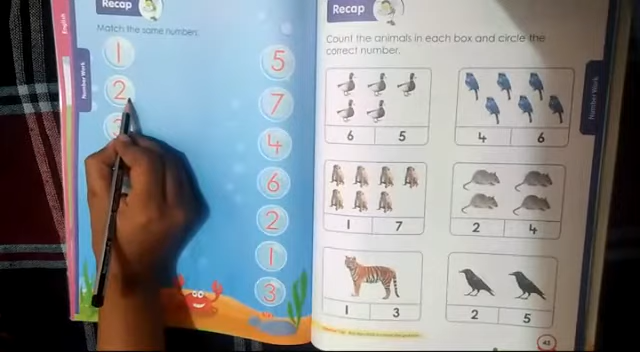 Recap
Match the same numbers.
1
2
5
7
4
6
2
1
3
English
Number Work
Recap
Count the animals in each box and circle the
correct number.
6 5
4 6
1 7
2 4
1 3
2 5
Number Work
45